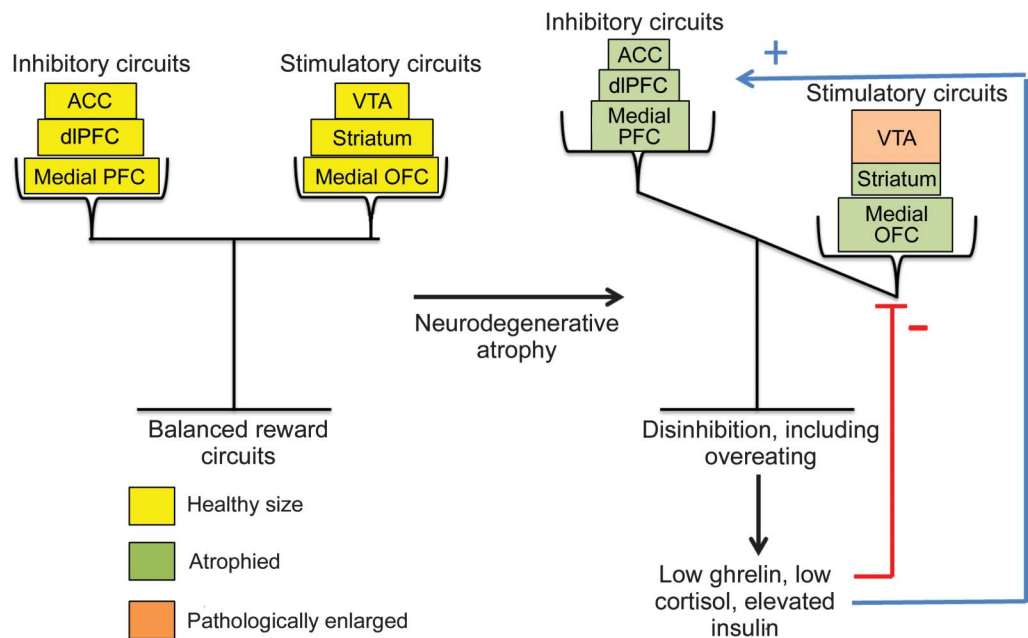 Inhibitory circuits
ACC
dlPFC
Medial PFC
Stimulatory circuits
VTA
Striatum
Medial OFC
Balanced reward
circuits
Healthy size
Atrophied
Pathologically enlarged
Neurodegenerative
atrophy
Inhibitory circuits
ACC
dlPFC
Medial
PFC
+
Stimulatory circuits
VTA
Striatum
Medial
OFC
–
Disinhibition, including
overeating
Low ghrelin, low
cortisol, elevated
insulin